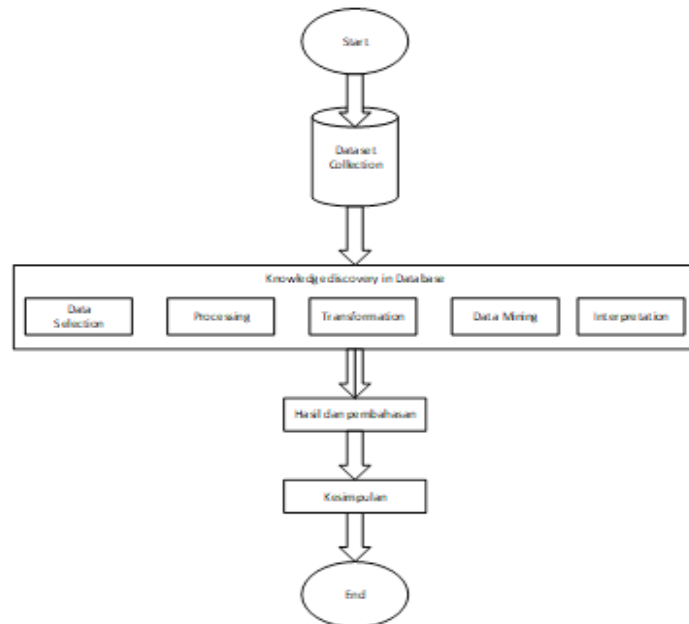 Start
Dataset
Collection
Knowledge discovery in Database
Data
Selection
Processing
Transformation
Data Mining
Interpretation
Hasil dan pembahasan
Kesimpulan
End